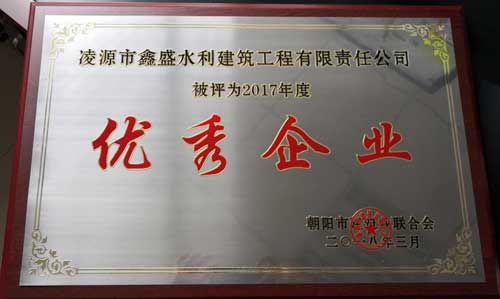 凌源市鑫盛水利建筑工程有限责任公司
被评为2017年度
优秀企业
朝阳市 联合会
二〇一八年三月